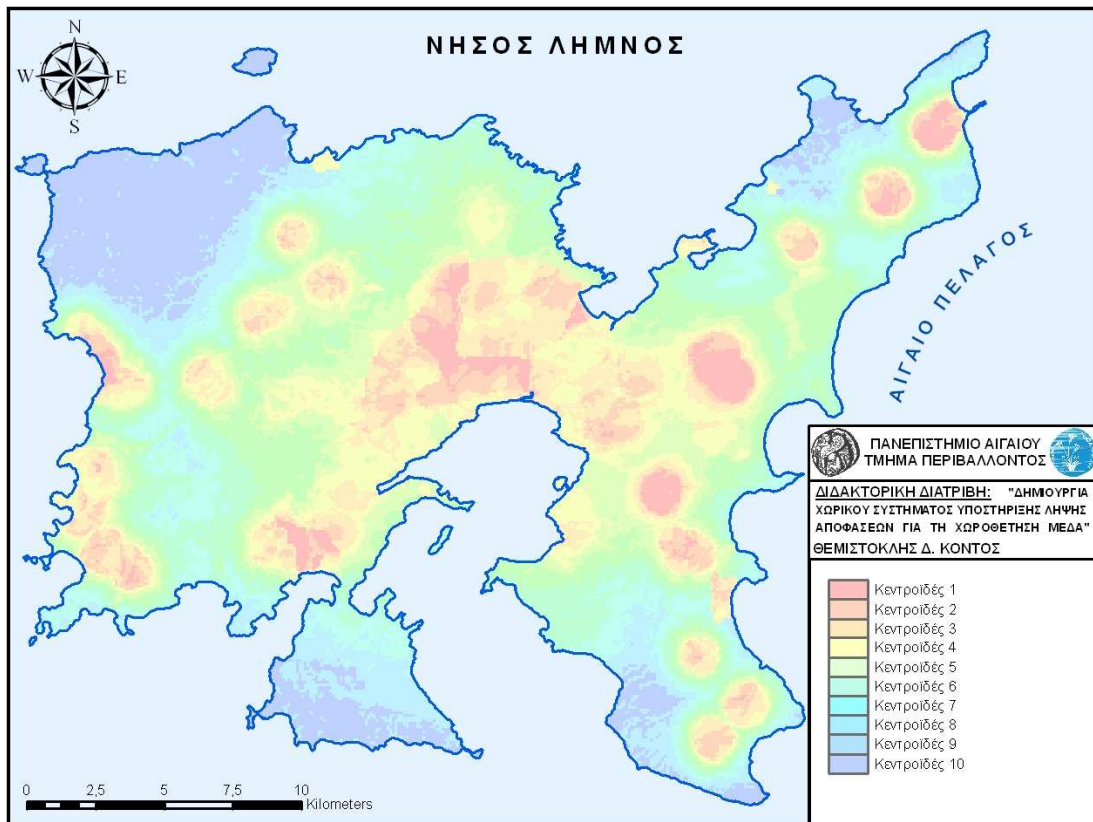 ΝΗΣΟΣ ΛΗΜΝΟΣ
N
W E
S
ΑΙΓΑΙΟ ΠΕΛΑΓΟΣ
ΠΑΝΕΠΙΣΤΗΜΙΟ ΑΙΓΑΙΟΥ
ΤΜΗΜΑ ΠΕΡΙΒΑΛΛΟΝΤΟΣ
ΔΙΔΑΚΤΟΡΙΚΗ ΔΙΑΤΡΙΒΗ: "ΔΗΜΙΟΥΡΓΙΑ
ΧΩΡΙΚΟΥ ΣΥΣΤΗΜΑΤΟΣ ΥΠΟΣΤΗΡΙΞΗΣ ΛΗΨΗΣ
ΑΠΟΦΑΣΕΩΝ ΓΙΑ ΤΗ ΧΩΡΟΘΕΤΗΣΗ ΜΕΔΑ"
ΘΕΜΙΣΤΟΚΛΗΣ Δ. ΚΟΝΤΟΣ
Κεντροϊδές 1
Κεντροϊδές 2
Κεντροϊδές 3
Κεντροϊδές 4
Κεντροϊδές 5
Κεντροϊδές 6
Κεντροϊδές 7
Κεντροϊδές 8
Κεντροϊδές 9
Κεντροϊδές 10
0 2,5 5 7,5 10
Kilometers